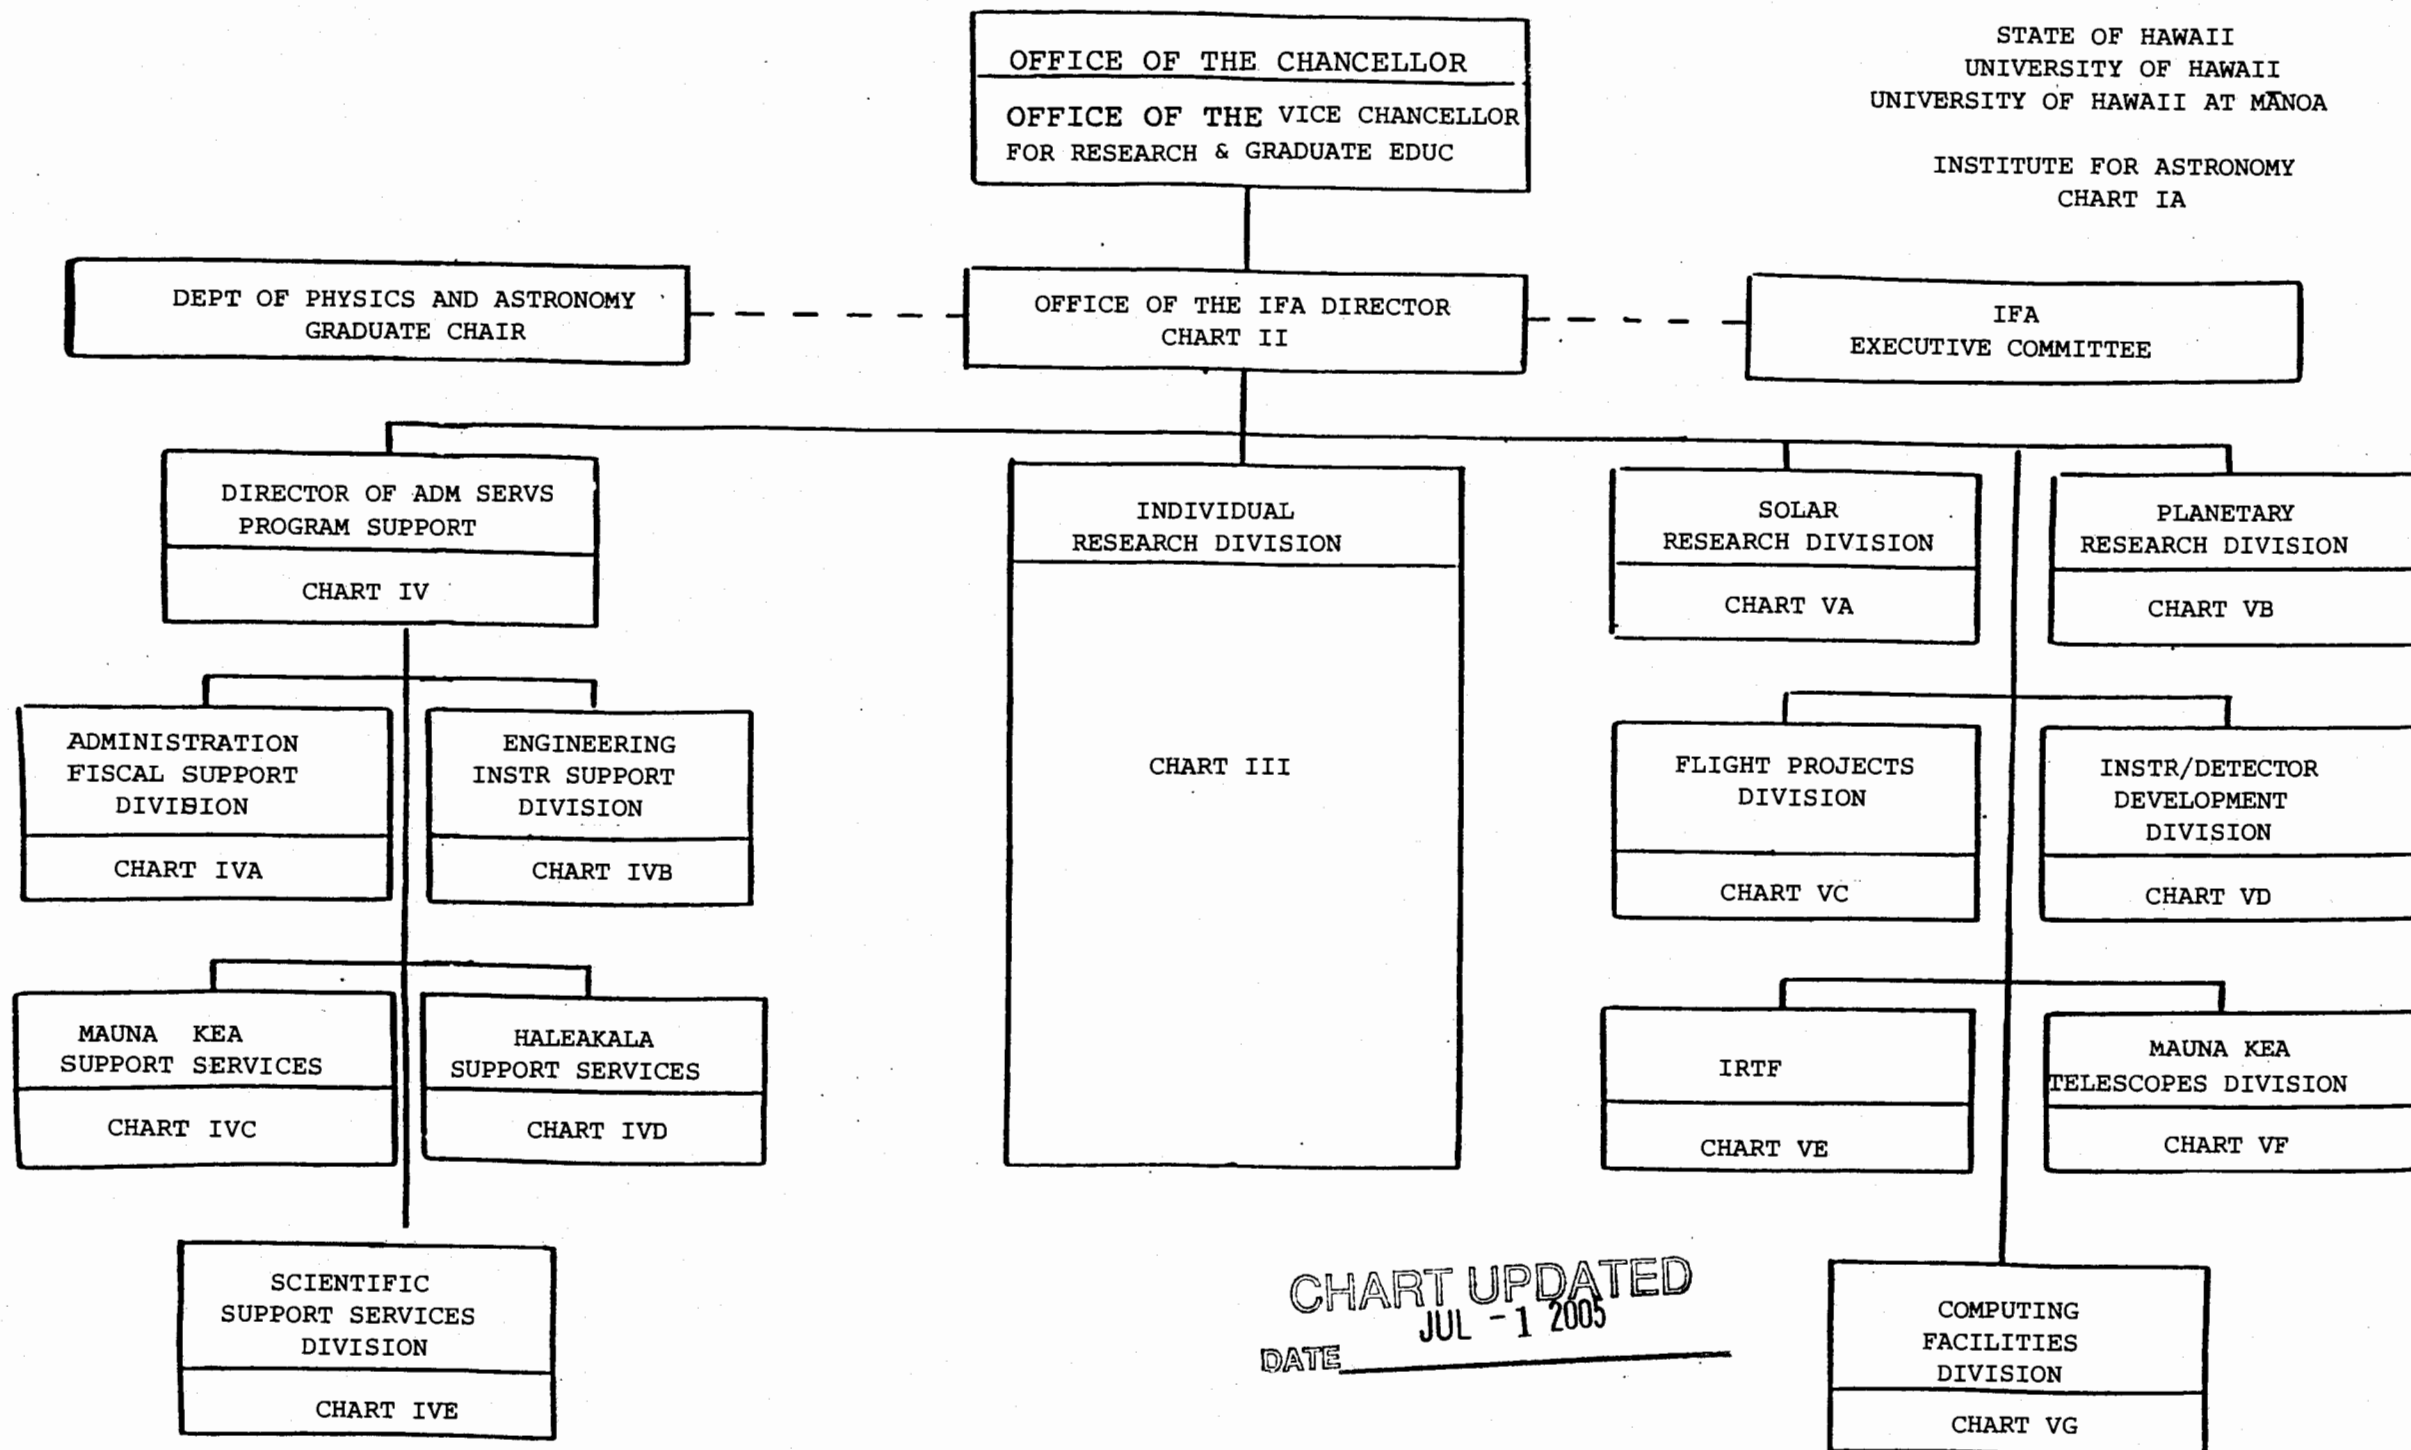 OFFICE OF THE CHANCELLOR
OFFICE OF THE VICE CHANCELLOR
FOR RESEARCH & GRADUATE EDUC
STATE OF HAWAII
UNIVERSITY OF HAWAII
UNIVERSITY OF HAWAII AT MĀNOA
INSTITUTE FOR ASTRONOMY
CHART IA
DEPT OF PHYSICS AND ASTRONOMY
GRADUATE CHAIR
OFFICE OF THE IFA DIRECTOR
CHART II
IFA
EXECUTIVE COMMITTEE
DIRECTOR OF ADM SERVS
PROGRAM SUPPORT
CHART IV
INDIVIDUAL
RESEARCH DIVISION
CHART III
SOLAR
RESEARCH DIVISION
CHART VA
PLANETARY
RESEARCH DIVISION
CHART VB
ADMINISTRATION
FISCAL SUPPORT
DIVISION
CHART IVA
ENGINEERING
INSTR SUPPORT
DIVISION
CHART IVB
FLIGHT PROJECTS
DIVISION
CHART VC
INSTR/DETECTOR
DEVELOPMENT
DIVISION
CHART VD
MAUNA KEA
SUPPORT SERVICES
CHART IVC
HALEAKALA
SUPPORT SERVICES
CHART IVD
IRTF
CHART VE
MAUNA KEA
TELESCOPES DIVISION
CHART VF
SCIENTIFIC
SUPPORT SERVICES
DIVISION
CHART IVE
CHART UPDATED
JUL -1 2005
DATE
COMPUTING
FACILITIES
DIVISION
CHART VG